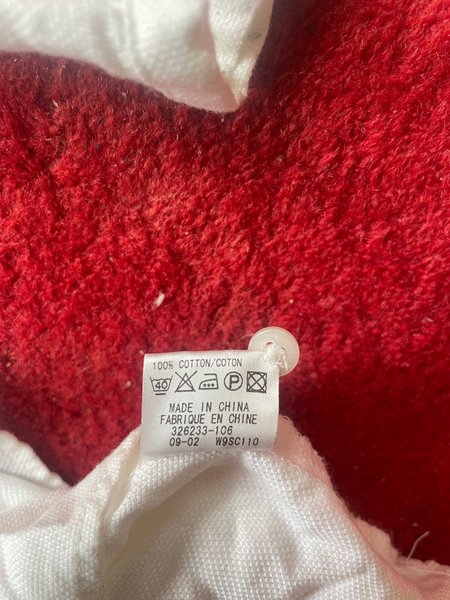 100% COTTON/COTON
40 P
MADE IN CHINA
FABRIQUE EN CHINE
326233-106
09-02 W9SC110